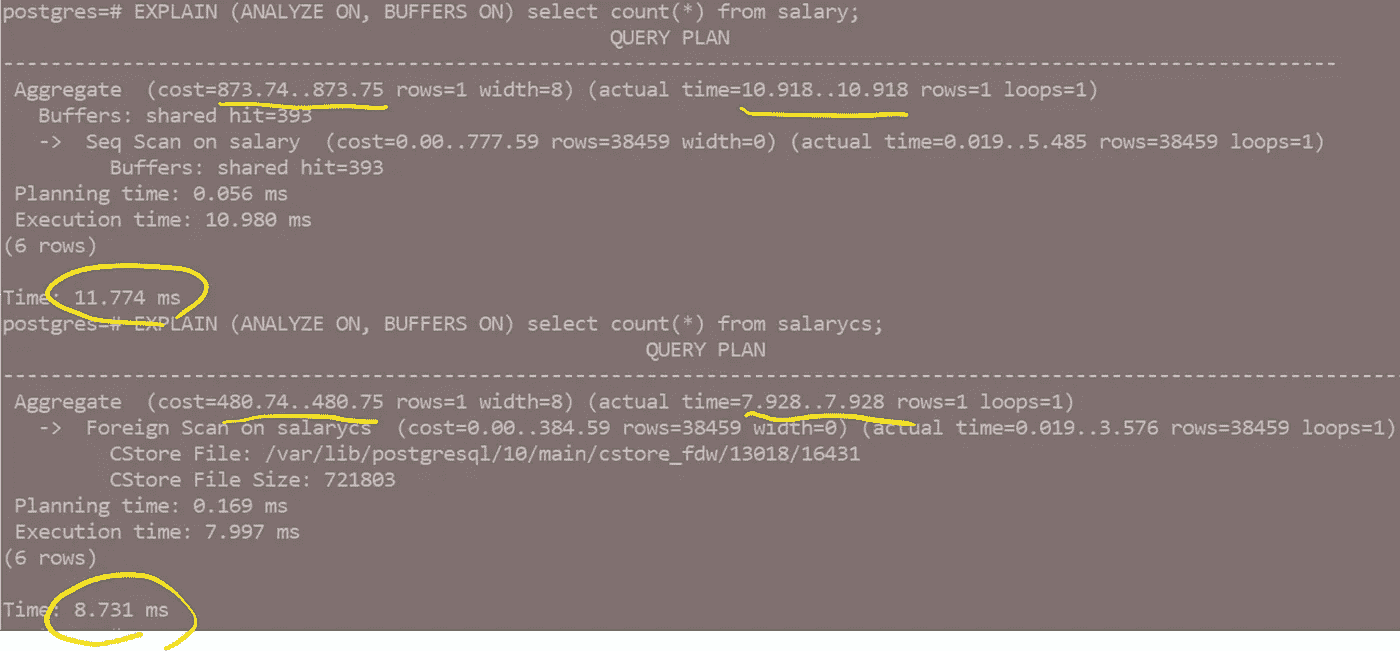 postgres=# EXPLAIN (ANALYZE ON, BUFFERS ON) select count(*) from salary;
QUERY PLAN
Aggregate (cost=873.74..873.75 rows=1 width=8) (actual time=10.918..10.918 rows=1 loops=1)
Buffers: shared hit=393
-> Seq Scan on salary (cost=0.00..777.59 rows=38459 width=0) (actual time=0.019..5.485 rows=38459 loops=1)
Buffers: shared hit=393
Planning time: 0.056 ms
Execution time: 10.980 ms
(6 rows)
Time: 11.774 ms
postgres=# EXPLAIN (ANALYZE ON, BUFFERS ON) select count(*) from salarycs;
QUERY PLAN
Aggregate (cost=480.74..480.75 rows=1 width=8) (actual time=7.928..7.928 rows=1 loops=1)
-> Foreign Scan on salarycs (cost=0.00..384.59 rows=38459 width=0) (actual time=0.019..3.576 rows=38459 loops=1)
CStore File: /var/lib/postgresql/10/main/cstore_fdw/13018/16431
CStore File Size: 721803
Planning time: 0.169 ms
Execution time: 7.997 ms
(6 rows)
Time: 8.731 ms